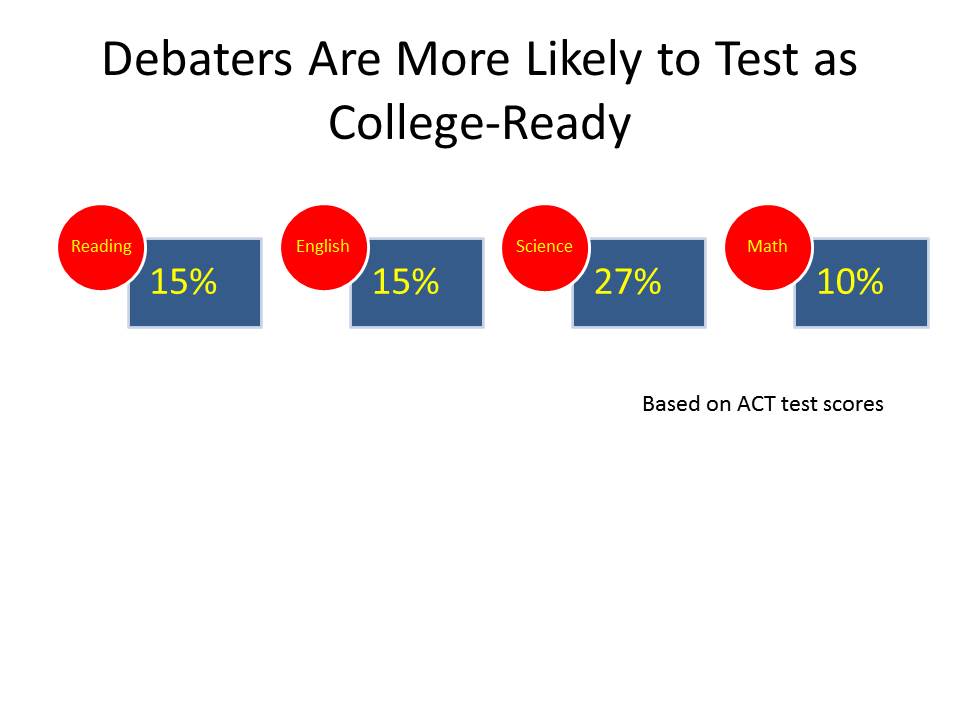 Debaters Are More Likely to Test as
College-Ready
Reading
15%
English
15%
Science
27%
Math
10%
Based on ACT test scores